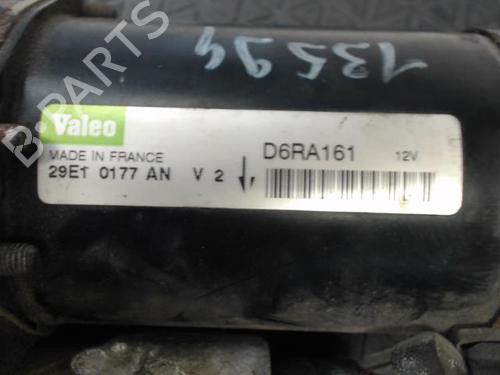 13594
B-PARTS
Valeo
MADE IN FRANCE
29E1 0177 AN V 2
D6RA161 12V